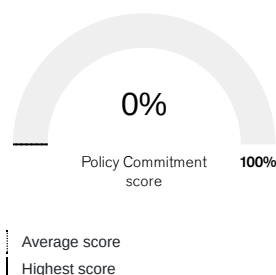 0%
Policy Commitment 100%
score
Average score
Highest score